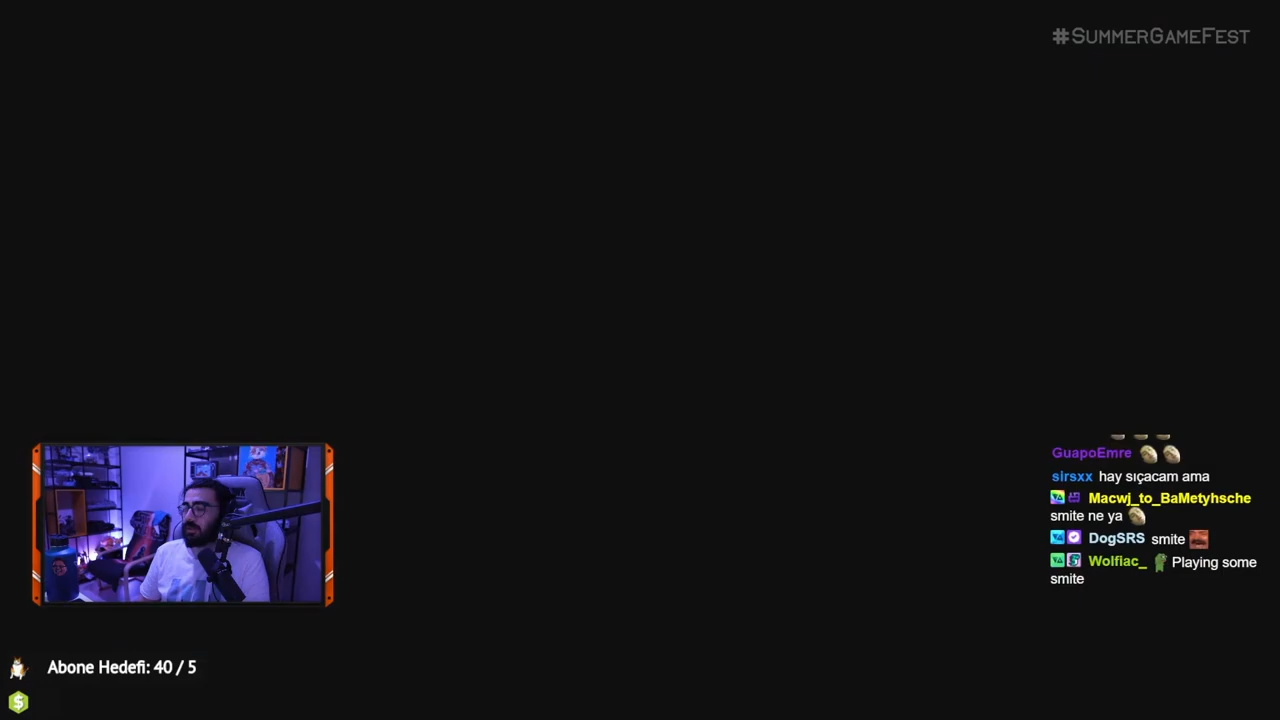 #SUMMERGAMEFEST
GuapoEmre
sirsxx hay sıçacam ama
Macwj_to_BaMetyhsche
smite ne ya
DogSRS smite
Wolfiac_ Playing some
smite
Abone Hedefi: 40 / 5